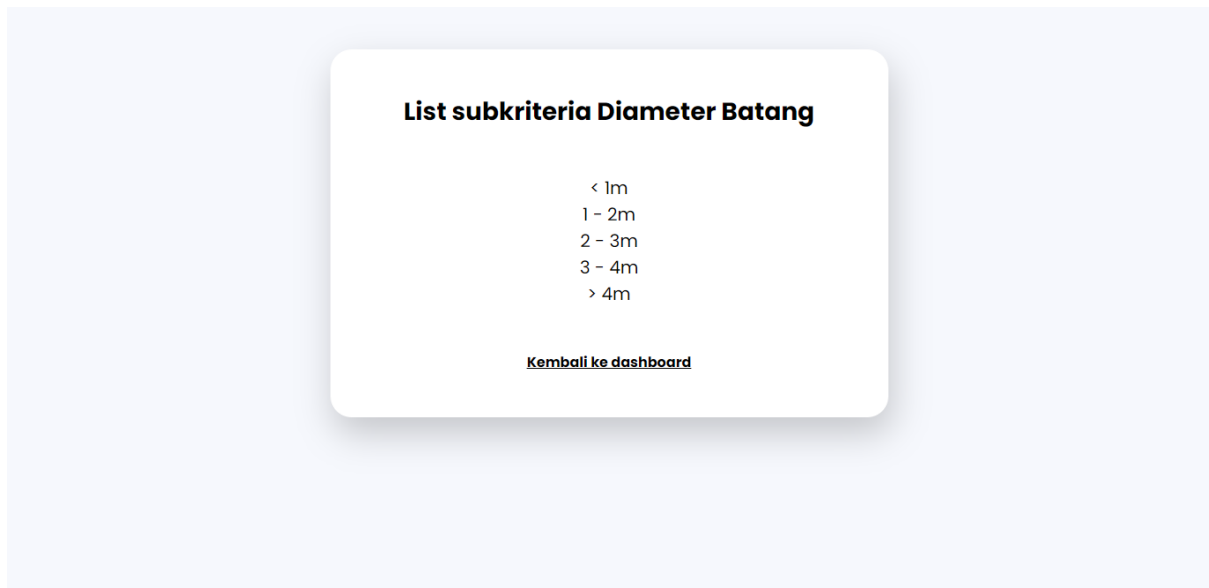 List subkriteria Diameter Batang
< 1m
1 - 2m
2 - 3m
3 - 4m
> 4m
Kembali ke dashboard